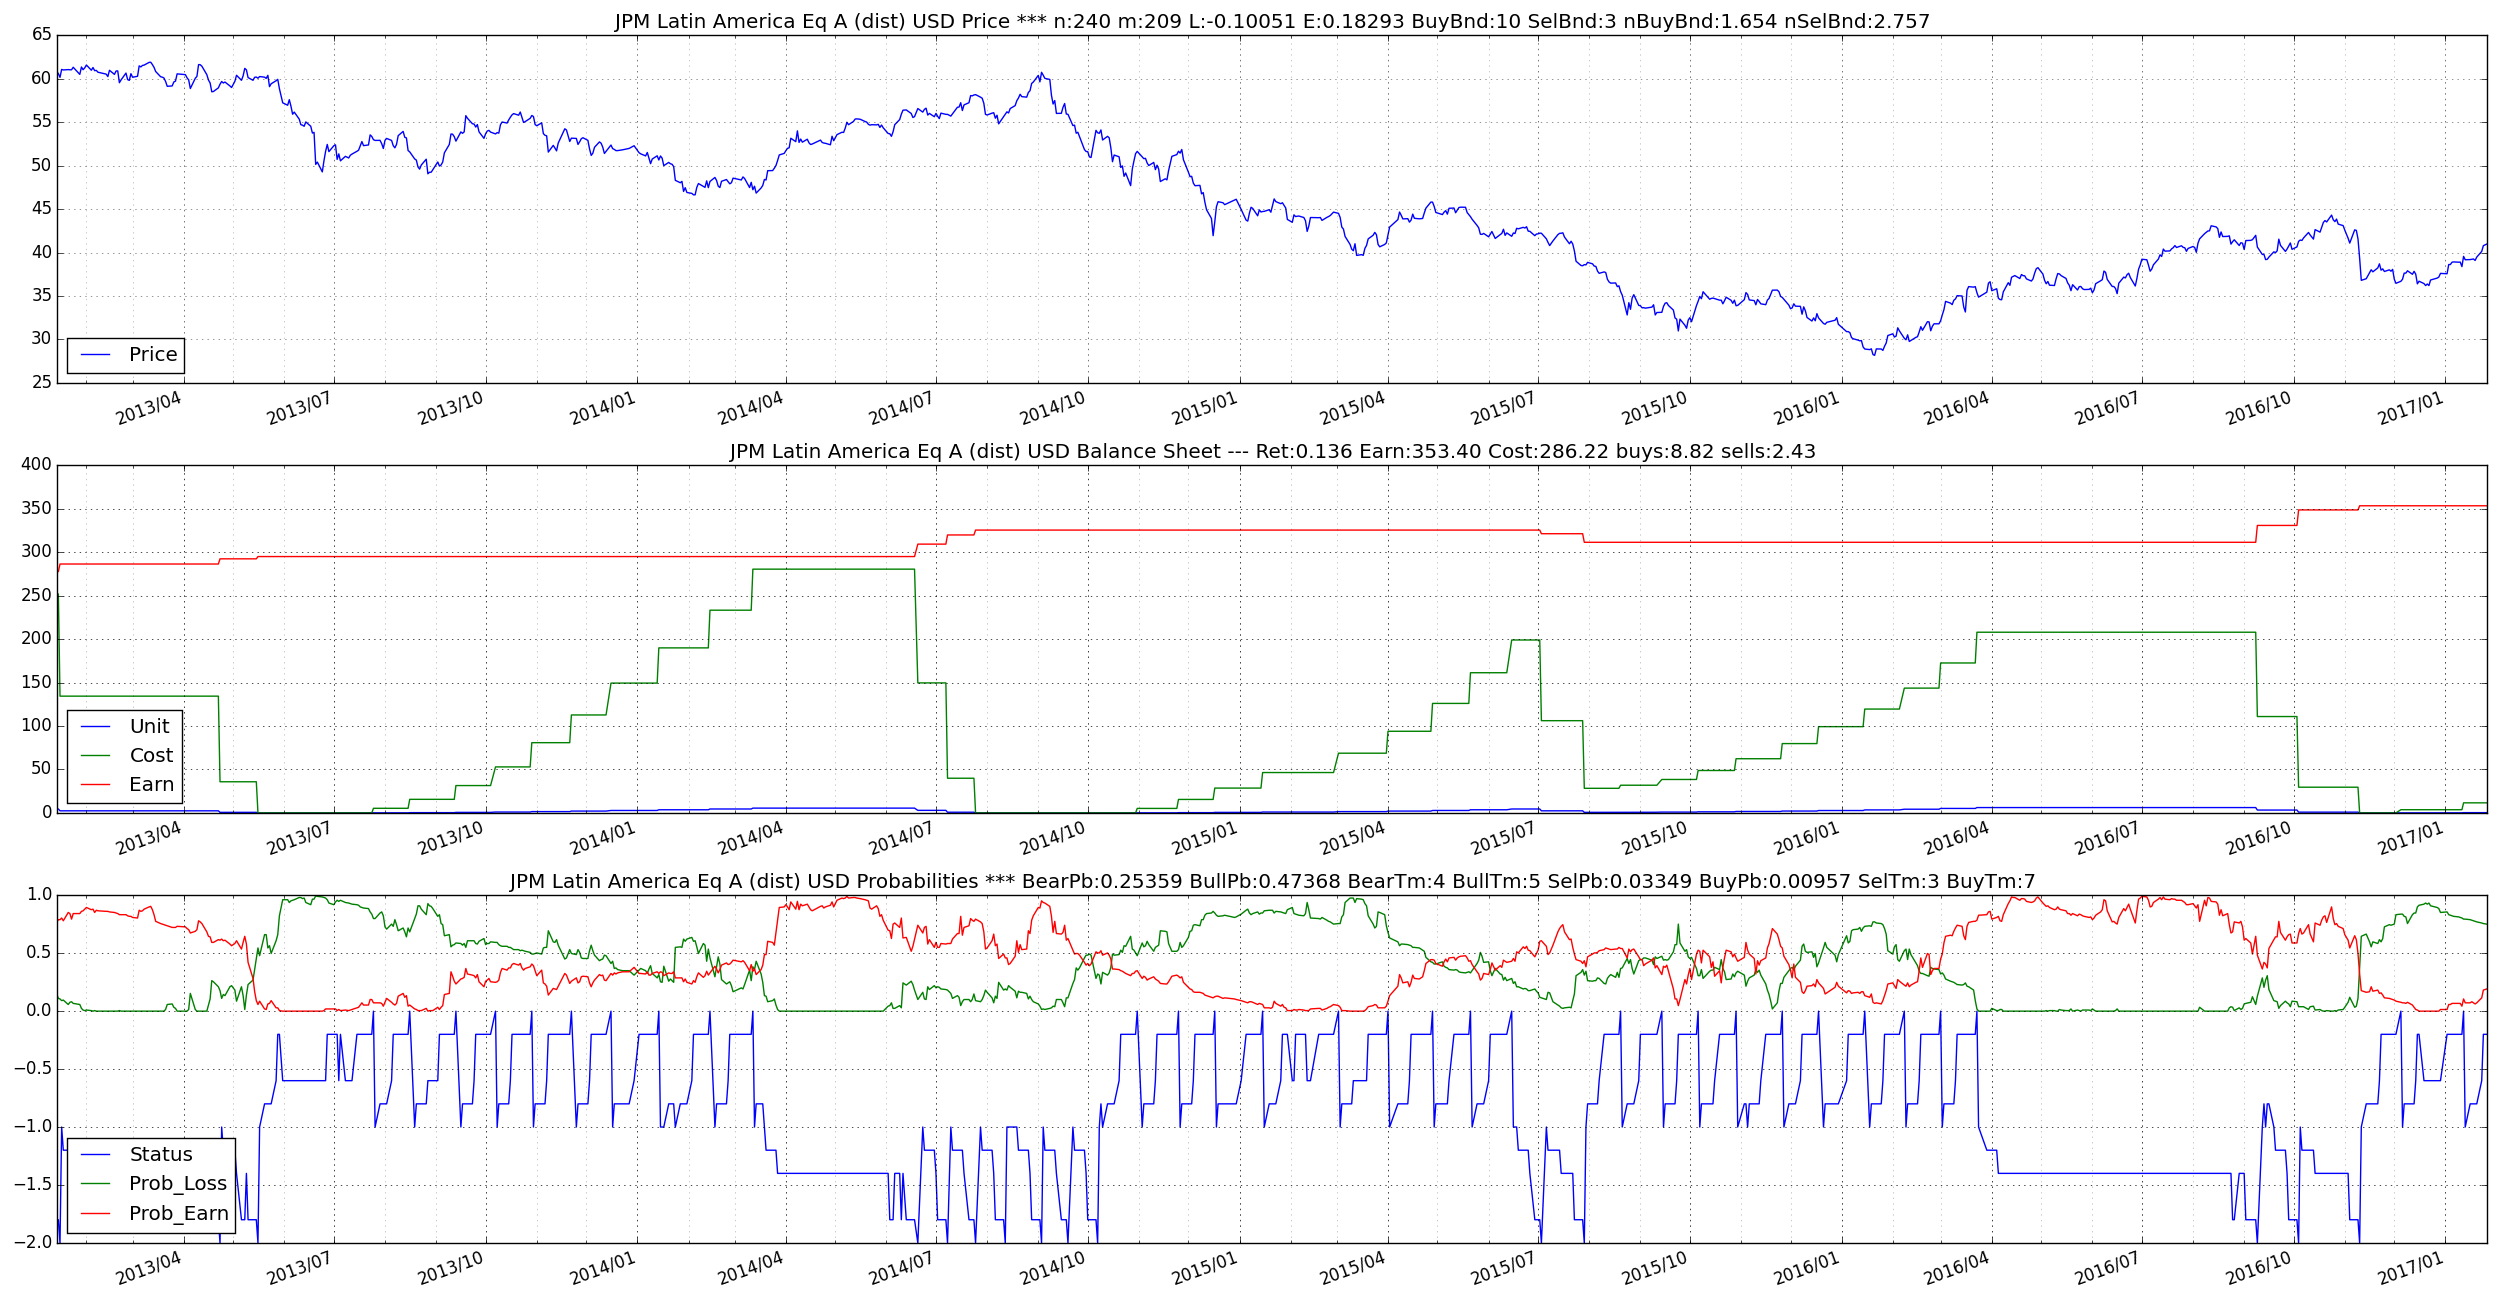 JPM Latin America Eq A (dist) USD Price *** n:240 m:209 L:-0.10051 E:0.18293 BuyBnd:10 SelBnd:3 nBuyBnd:1.654 nSelBnd:2.757
65
60
55
50
45
40
35
30
25
Price
2013/04 2013/07 2013/10 2014/01 2014/04 2014/07 2014/10 2015/01 2015/04 2015/07 2015/10 2016/01 2016/04 2016/07 2016/10 2017/01
JPM Latin America Eq A (dist) USD Balance Sheet --- Ret:0.136 Earn:353.40 Cost:286.22 buys:8.82 sells:2.43
400
350
300
250
200
150
100
50
0
Unit
Cost
Earn
2013/04 2013/07 2013/10 2014/01 2014/04 2014/07 2014/10 2015/01 2015/04 2015/07 2015/10 2016/01 2016/04 2016/07 2016/10 2017/01
JPM Latin America Eq A (dist) USD Probabilities *** BearPb:0.25359 BullPb:0.47368 BearTm:4 BullTm:5 SelPb:0.03349 BuyPb:0.00957 SelTm:3 BuyTm:7
1.0
0.5
0.0
−0.5
−1.0
−1.5
−2.0
Status
Prob_Loss
Prob_Earn
2013/04 2013/07 2013/10 2014/01 2014/04 2014/07 2014/10 2015/01 2015/04 2015/07 2015/10 2016/01 2016/04 2016/07 2016/10 2017/01